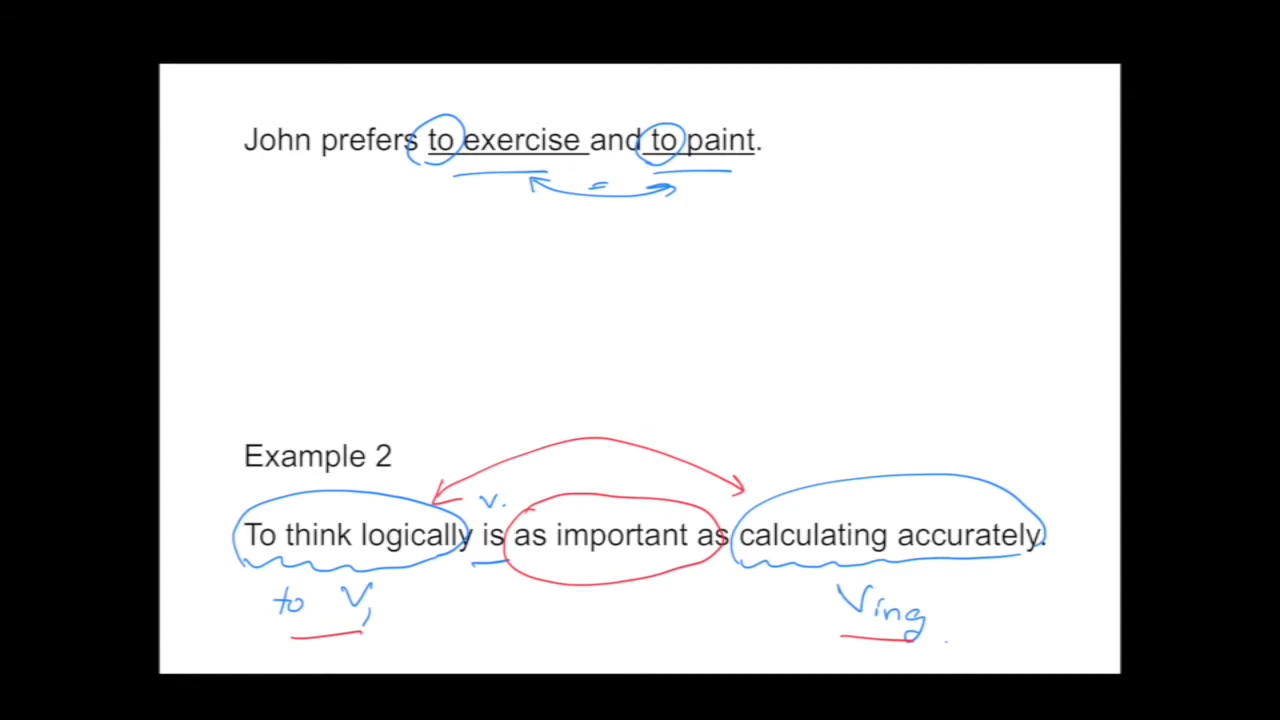 John prefers to exercise and to paint.
=
Example 2
v.
To think logically is as important as calculating accurately.
to V, Ving